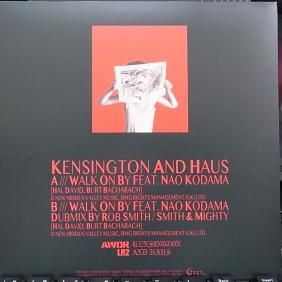 KENSINGTON AND HAUS
A /// WALK ON BY FEAT. NAO KODAMA
[HAL DAVID, BURT BACHARACH]
NEW HIDDEN VALLEY MUSIC, BMG RIGHTS MANAGEMENT (UK) LTD.
B /// WALK ON BY FEAT. NAO KODAMA
DUBMIX BY ROB SMITH / SMITH & MIGHTY
[HAL DAVID, BURT BACHARACH]
NEW HIDDEN VALLEY MUSIC, BMG RIGHTS MANAGEMENT (UK) LTD.
AWDR KENSINGTON
LR2 AND HAUS